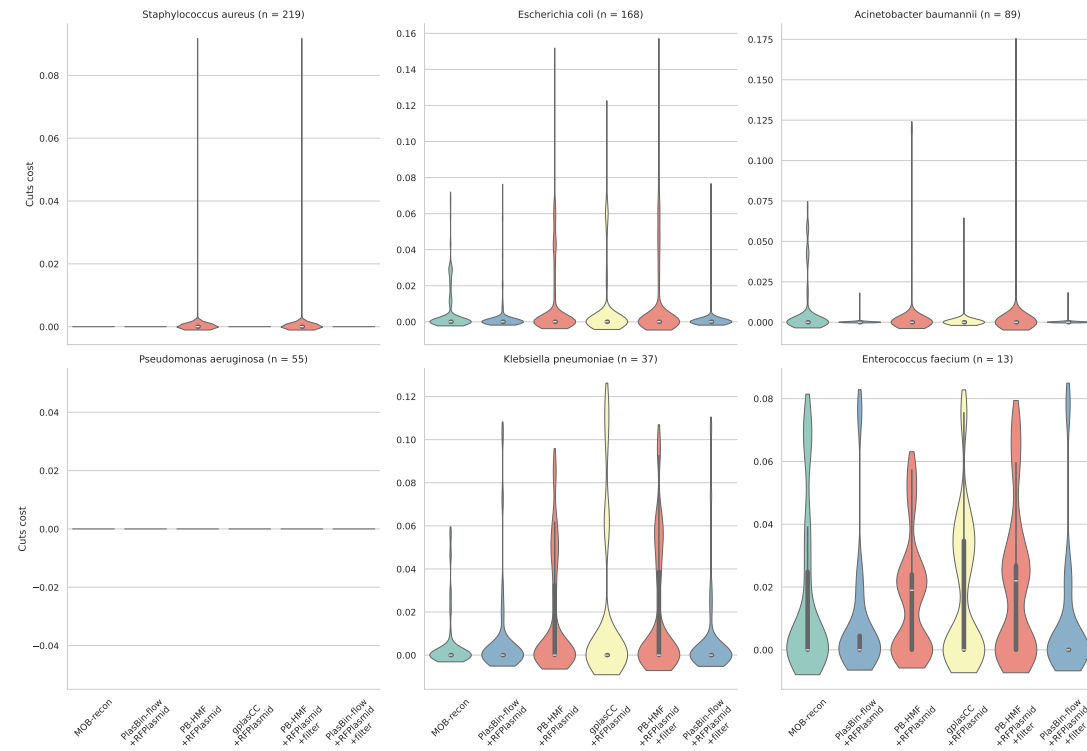 Staphylococcus aureus (n = 219)
Escherichia coli (n = 168)
Acinetobacter baumannii (n = 89)
Cuts cost
0.08
0.06
0.04
0.02
0.00
0.16
0.14
0.12
0.10
0.08
0.06
0.04
0.02
0.00
0.175
0.150
0.125
0.100
0.075
0.050
0.025
0.000
Pseudomonas aeruginosa (n = 55)
Klebsiella pneumoniae (n = 37)
Enterococcus faecium (n = 13)
Cuts cost
0.04
0.02
0.00
−0.02
−0.04
0.12
0.10
0.08
0.06
0.04
0.02
0.00
0.08
0.06
0.04
0.02
0.00
MOB-recon
PlasBin-flow
+RFPlasmid
PB-HMF
+RFPlasmid
gplasCC
+RFPlasmid
PB-HMF
+RFPlasmid
+filter
PlasBin-flow
+RFPlasmid
+filter
MOB-recon
PlasBin-flow
+RFPlasmid
PB-HMF
+RFPlasmid
gplasCC
+RFPlasmid
PB-HMF
+RFPlasmid
+filter
PlasBin-flow
+RFPlasmid
+filter
MOB-recon
PlasBin-flow
+RFPlasmid
PB-HMF
+RFPlasmid
gplasCC
+RFPlasmid
PB-HMF
+RFPlasmid
+filter
PlasBin-flow
+RFPlasmid
+filter